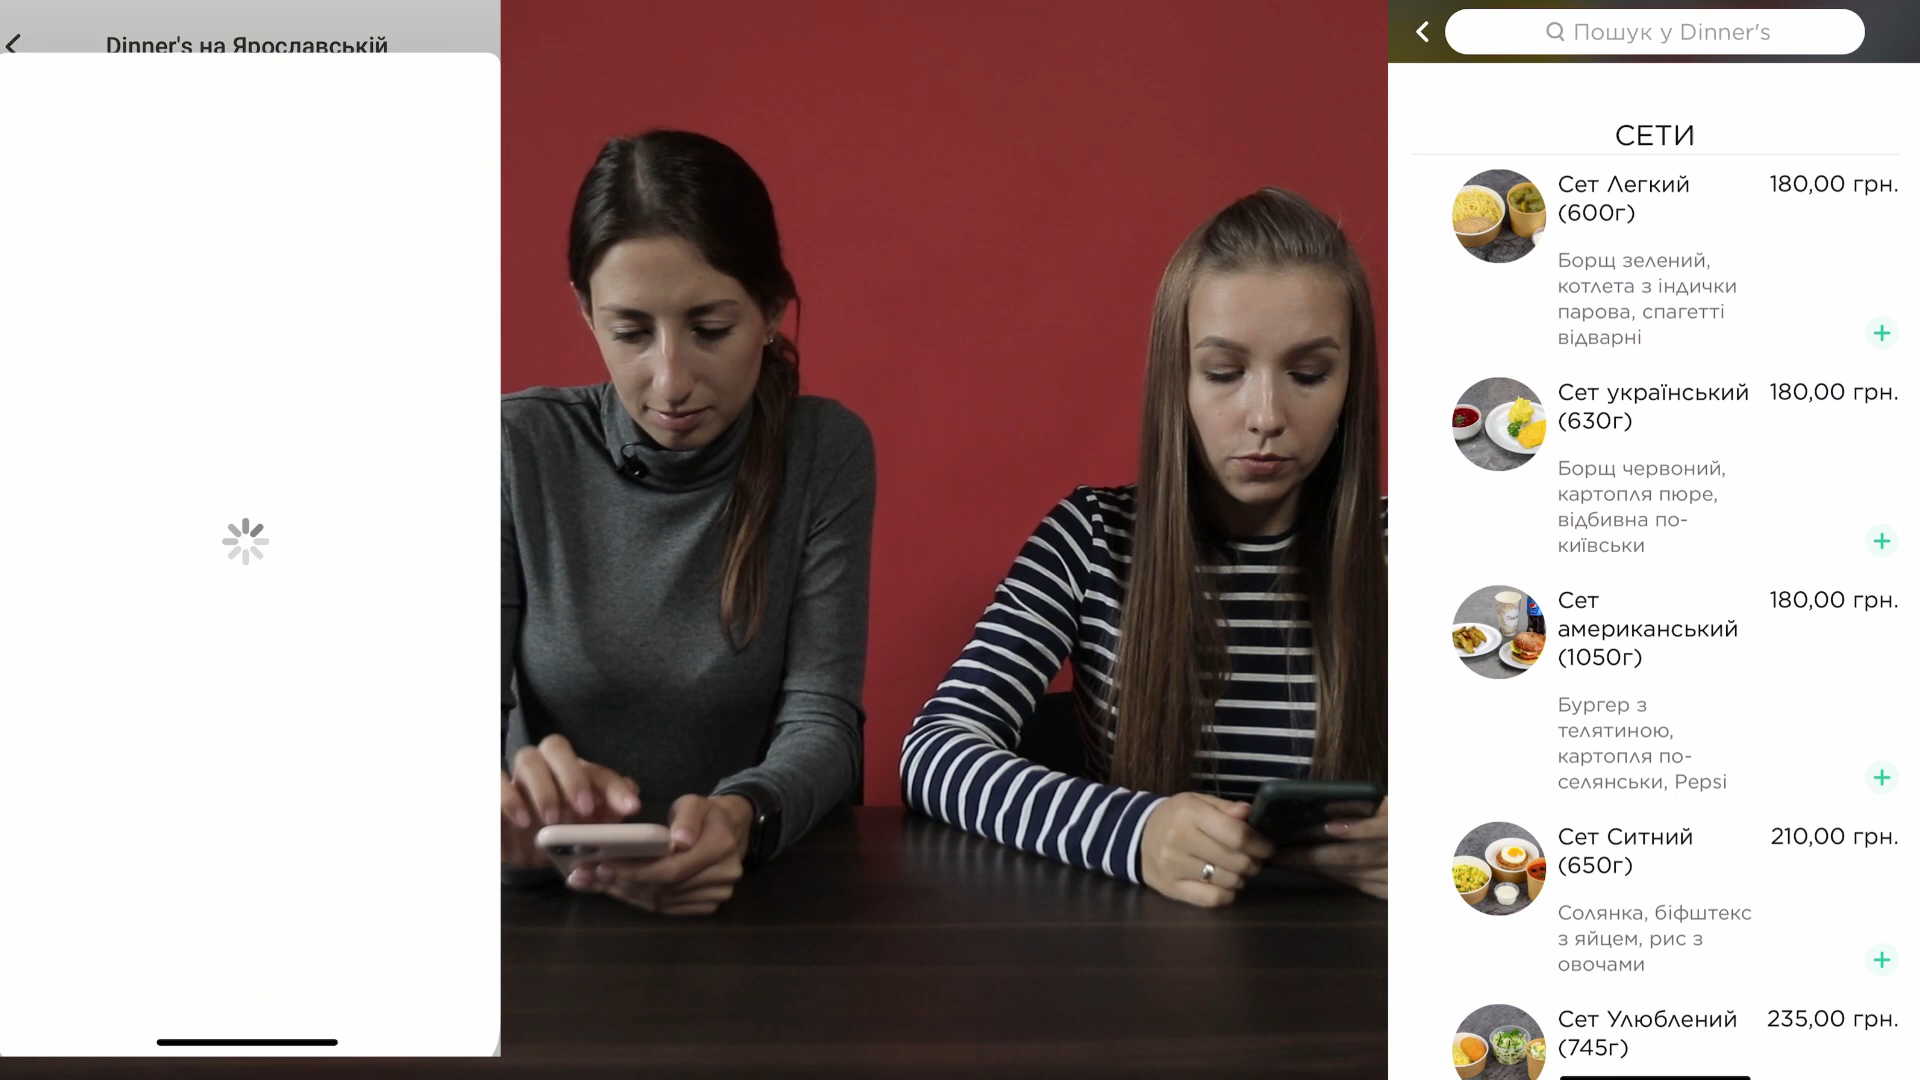 Dinner's на Ярославській
Пошук у Dinner's
СЕТИ
Сет Легкий 180,00 грн.
(600г)
Борщ зелений,
котлета з індички
парова, спагетті
відварні
Сет український 180,00 грн.
(630г)
Борщ червоний,
картопля пюре,
відбивна по-
київськи
Сет 180,00 грн.
американський
(1050г)
Бургер з
телятиною,
картопля по-
селянськи, Pepsi
Сет Ситний 210,00 грн.
(650г)
Солянка, біфштекс
з яйцем, рис з
овочами
Сет Улюблений 235,00 грн.
(745г)